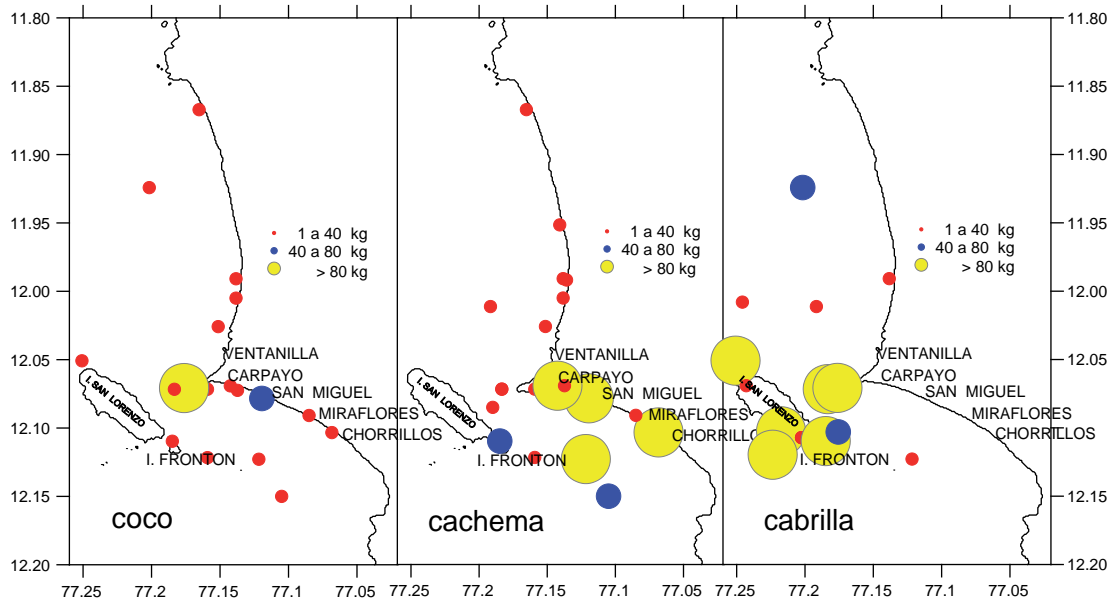 11.80
11.85
11.90
11.95
12.00
12.05
12.10
12.15
12.20
1 a 40 kg
40 a 80 kg
> 80 kg
VENTANILLA
CARPAYO
SAN MIGUEL
MIRAFLORES
CHORRILLOS
I. SAN LORENZO
I. FRONTON
coco
77.25
77.2
77.15
77.1
77.05
1 a 40 kg
40 a 80 kg
> 80 kg
VENTANILLA
CARPAYO
SAN MIGUEL
MIRAFLORES
CHORRILLO
I. SAN LORENZO
I. FRONTON
cachema
77.2
77.15
77.1
77.05
1 a 40 kg
40 a 80 kg
> 80 kg
VENTANILLA
CARPAYO
SAN MIGUEL
MIRAFLORES
CHORRILLOS
I. SAN LORENZO
I. FRONTON
cabrilla
77.25
77.2
77.15
77.1
77.05
11.80
11.85
11.90
11.95
12.00
12.05
12.10
12.15
12.20